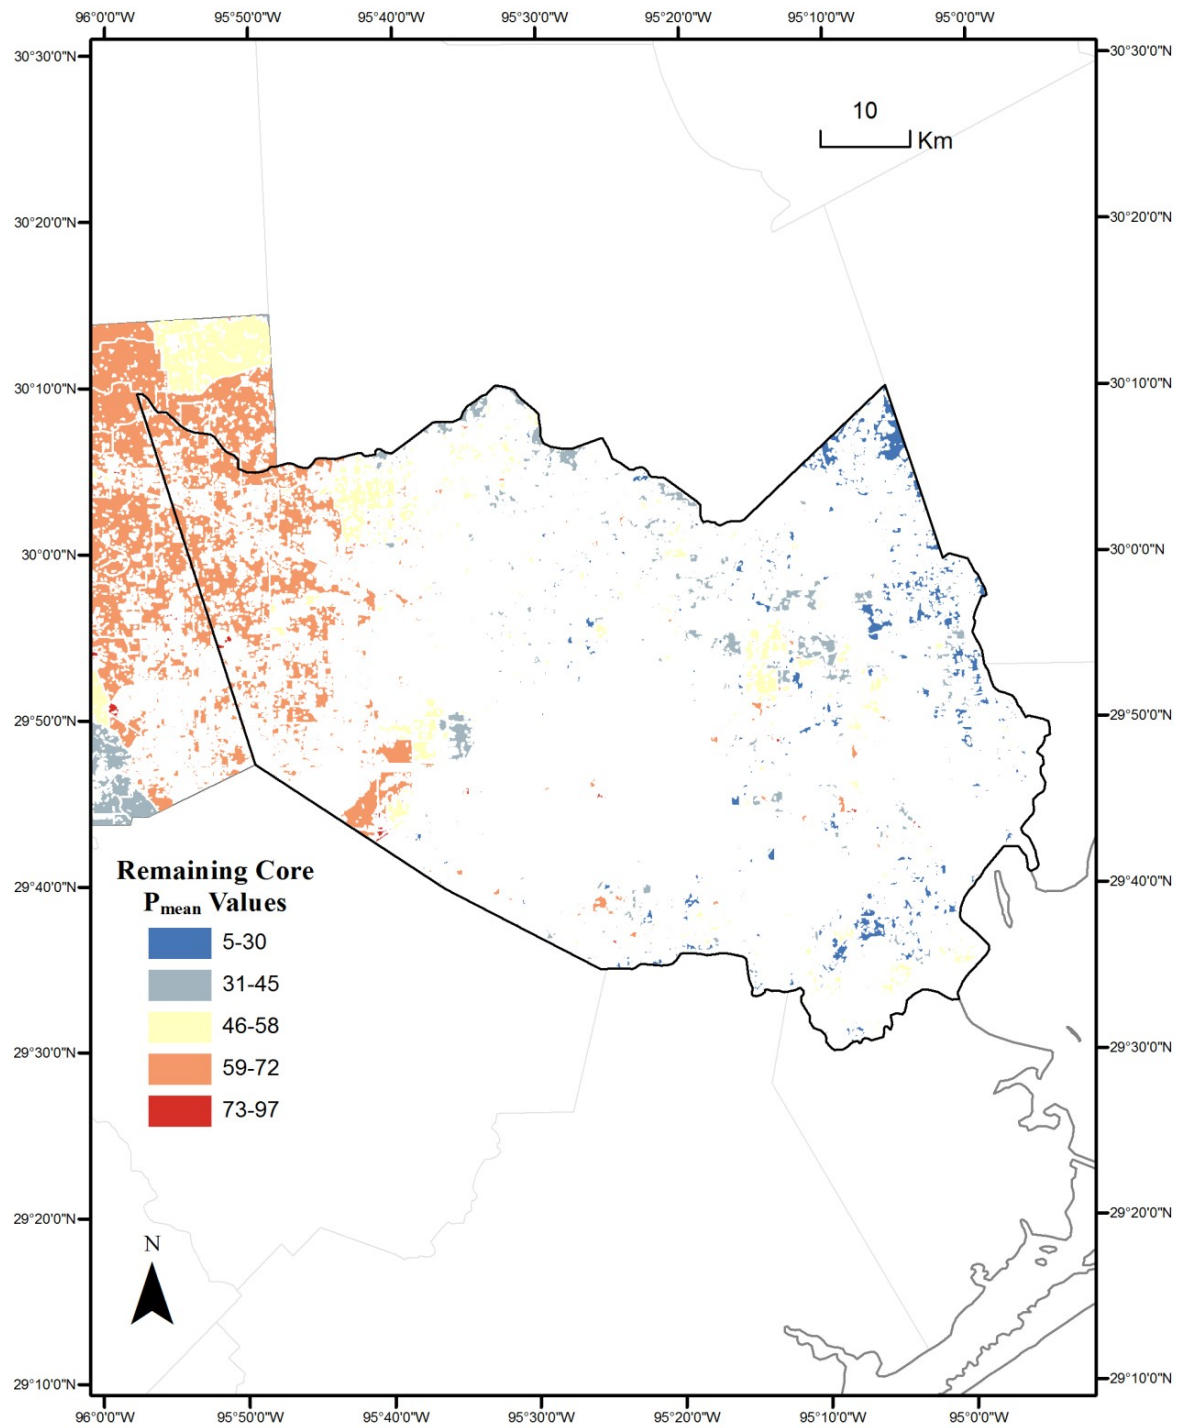 96°0'0"W 95°50'0"W 95°40'0"W 95°30'0"W 95°20'0"W 95°10'0"W 95°0'0"W
30°30'0"N 30°30'0"N
10
Km
30°20'0"N 30°20'0"N
30°10'0"N 30°10'0"N
30°0'0"N 30°0'0"N
29°50'0"N 29°50'0"N
Remaining Core
Pmean Values
29°40'0"N 29°40'0"N
5-30
31-45
46-58
29°30'0"N 29°30'0"N
59-72
73-97
29°20'0"N 29°20'0"N
N
29°10'0"N 29°10'0"N
96°0'0"W 95°50'0"W 95°40'0"W 95°30'0"W 95°20'0"W 95°10'0"W 95°0'0"W